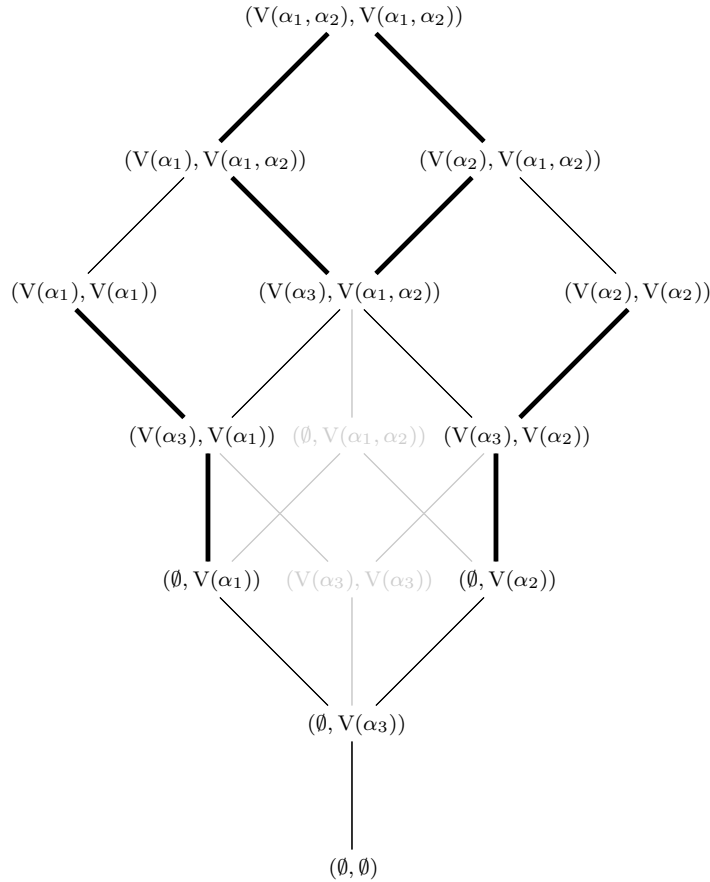 (V(α₁, α₂), V(α₁, α₂))
(V(α₁), V(α₁, α₂)) (V(α₂), V(α₁, α₂))
(V(α₁), V(α₁)) (V(α₃), V(α₁, α₂)) (V(α₂), V(α₂))
(V(α₃), V(α₁)) (∅, V(α₁, α₂)) (V(α₃), V(α₂))
(∅, V(α₁)) (V(α₃), V(α₃)) (∅, V(α₂))
(∅, V(α₃))
(∅, ∅)